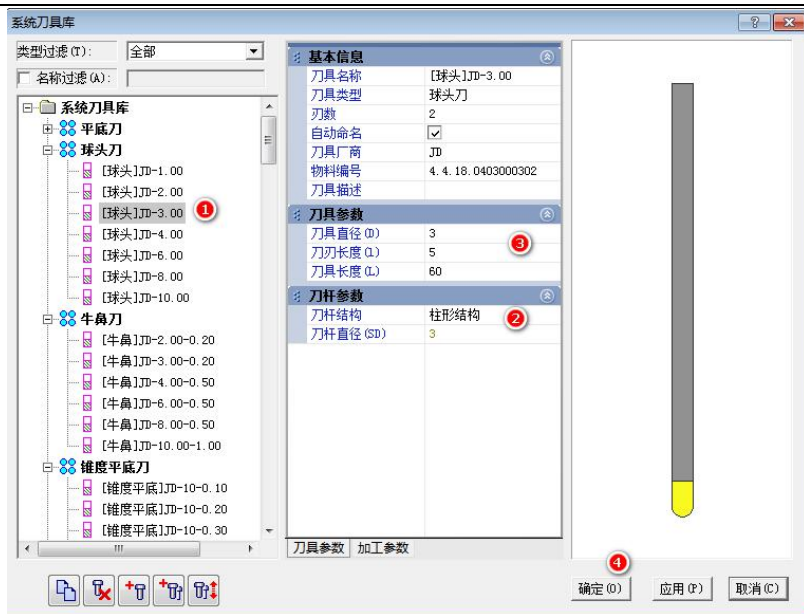 系统刀具库
类型过滤(T): 全部
名称过滤(A):
系统刀具库
平底刀
球头刀
[球头]JD-1.00
[球头]JD-2.00
[球头]JD-3.00 1
[球头]JD-4.00
[球头]JD-6.00
[球头]JD-8.00
[球头]JD-10.00
牛鼻刀
[牛鼻]JD-2.00-0.20
[牛鼻]JD-3.00-0.20
[牛鼻]JD-4.00-0.50
[牛鼻]JD-6.00-0.50
[牛鼻]JD-8.00-0.50
[牛鼻]JD-10.00-1.00
锥度平底刀
[锥度平底]JD-10-0.10
[锥度平底]JD-10-0.20
[锥度平底]JD-10-0.30
基本信息
刀具名称 [球头]JD-3.00
刀具类型 球头刀
刃数 2
自动命名
刀具厂商 JD
物料编号 4.4.18.0403000302
刀具描述
刀具参数
刀具直径(D) 3
刀刃长度(l) 5 3
刀具长度(L) 60
刀杆参数
刀杆结构 柱形结构 2
刀杆直径(SD) 3
刀具参数 加工参数
4
确定(O) 应用(P) 取消(C)